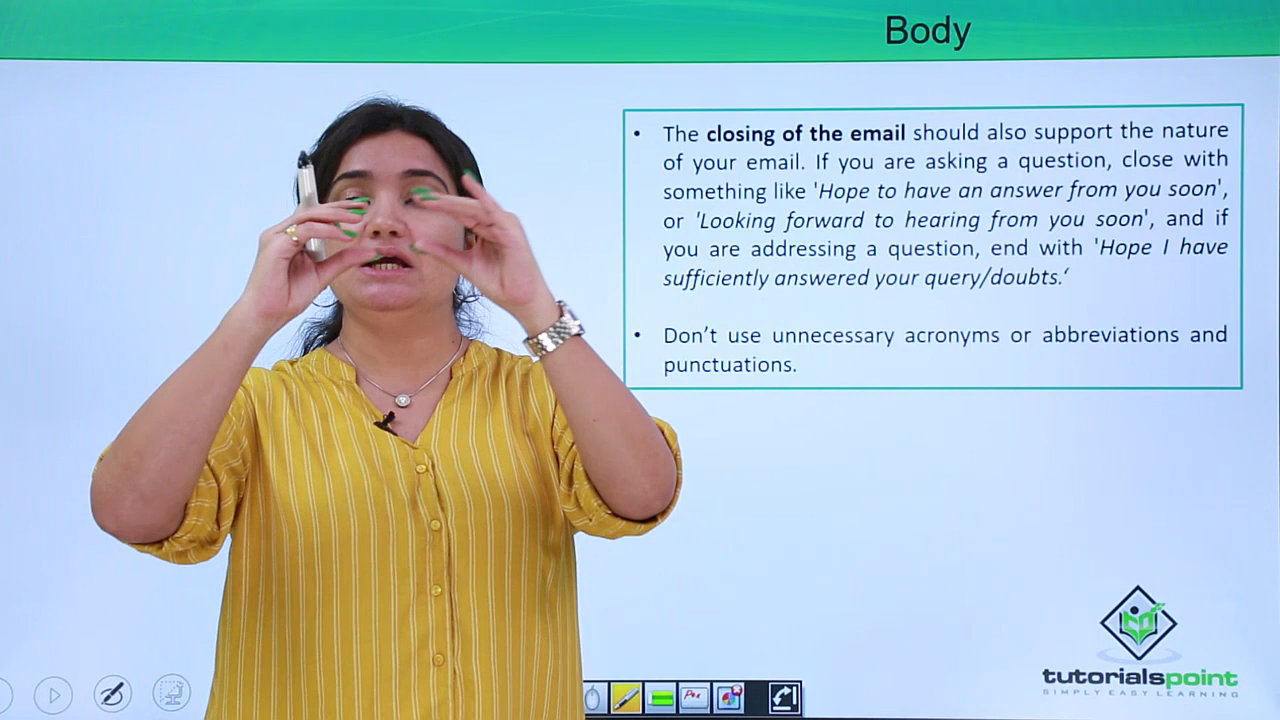 Body
• The closing of the email should also support the nature
of your email. If you are asking a question, close with
something like 'Hope to have an answer from you soon',
or 'Looking forward to hearing from you soon', and if
you are addressing a question, end with 'Hope I have
sufficiently answered your query/doubts.‘
• Don’t use unnecessary acronyms or abbreviations and
punctuations.
tutorialspoint
SIMPLY EASY LEARNING